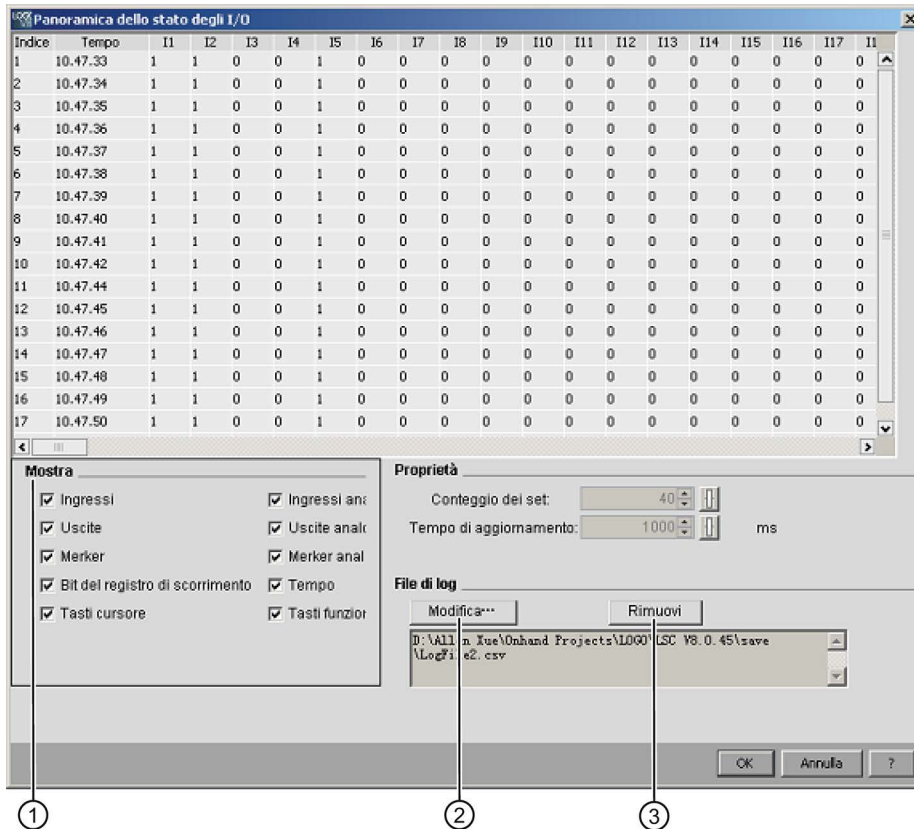 LOGO Panoramica dello stato degli I/O
Indice Tempo I1 I2 I3 I4 I5 I6 I7 I8 I9 I10 I11 I12 I13 I14 I15 I16 I17 I1
1 10.47.33 1 1 0 0 1 0 0 0 0 0 0 0 0 0 0 0 0 0
2 10.47.34 1 1 0 0 1 0 0 0 0 0 0 0 0 0 0 0 0 0
3 10.47.35 1 1 0 0 1 0 0 0 0 0 0 0 0 0 0 0 0 0
4 10.47.36 1 1 0 0 1 0 0 0 0 0 0 0 0 0 0 0 0 0
5 10.47.37 1 1 0 0 1 0 0 0 0 0 0 0 0 0 0 0 0 0
6 10.47.38 1 1 0 0 1 0 0 0 0 0 0 0 0 0 0 0 0 0
7 10.47.39 1 1 0 0 1 0 0 0 0 0 0 0 0 0 0 0 0 0
8 10.47.40 1 1 0 0 1 0 0 0 0 0 0 0 0 0 0 0 0 0
9 10.47.41 1 1 0 0 1 0 0 0 0 0 0 0 0 0 0 0 0 0
10 10.47.42 1 1 0 0 1 0 0 0 0 0 0 0 0 0 0 0 0 0
11 10.47.44 1 1 0 0 1 0 0 0 0 0 0 0 0 0 0 0 0 0
12 10.47.45 1 1 0 0 1 0 0 0 0 0 0 0 0 0 0 0 0 0
13 10.47.46 1 1 0 0 1 0 0 0 0 0 0 0 0 0 0 0 0 0
14 10.47.47 1 1 0 0 1 0 0 0 0 0 0 0 0 0 0 0 0 0
15 10.47.48 1 1 0 0 1 0 0 0 0 0 0 0 0 0 0 0 0 0
16 10.47.49 1 1 0 0 1 0 0 0 0 0 0 0 0 0 0 0 0 0
17 10.47.50 1 1 0 0 1 0 0 0 0 0 0 0 0 0 0 0 0 0
Mostra
Ingressi Ingressi ana
Uscite Uscite analo
Merker Merker anal
Bit del registro di scorrimento Tempo
Tasti cursore Tasti funzion
Proprietà
Conteggio dei set: 40
Tempo di aggiornamento: 1000 ms
File di log
Modifica... Rimuovi
D:\Allen Xue\Onhand Projects\LOGO\LSC V8.0.45\save
\LogFile2.csv
OK Annulla ?
1 2 3